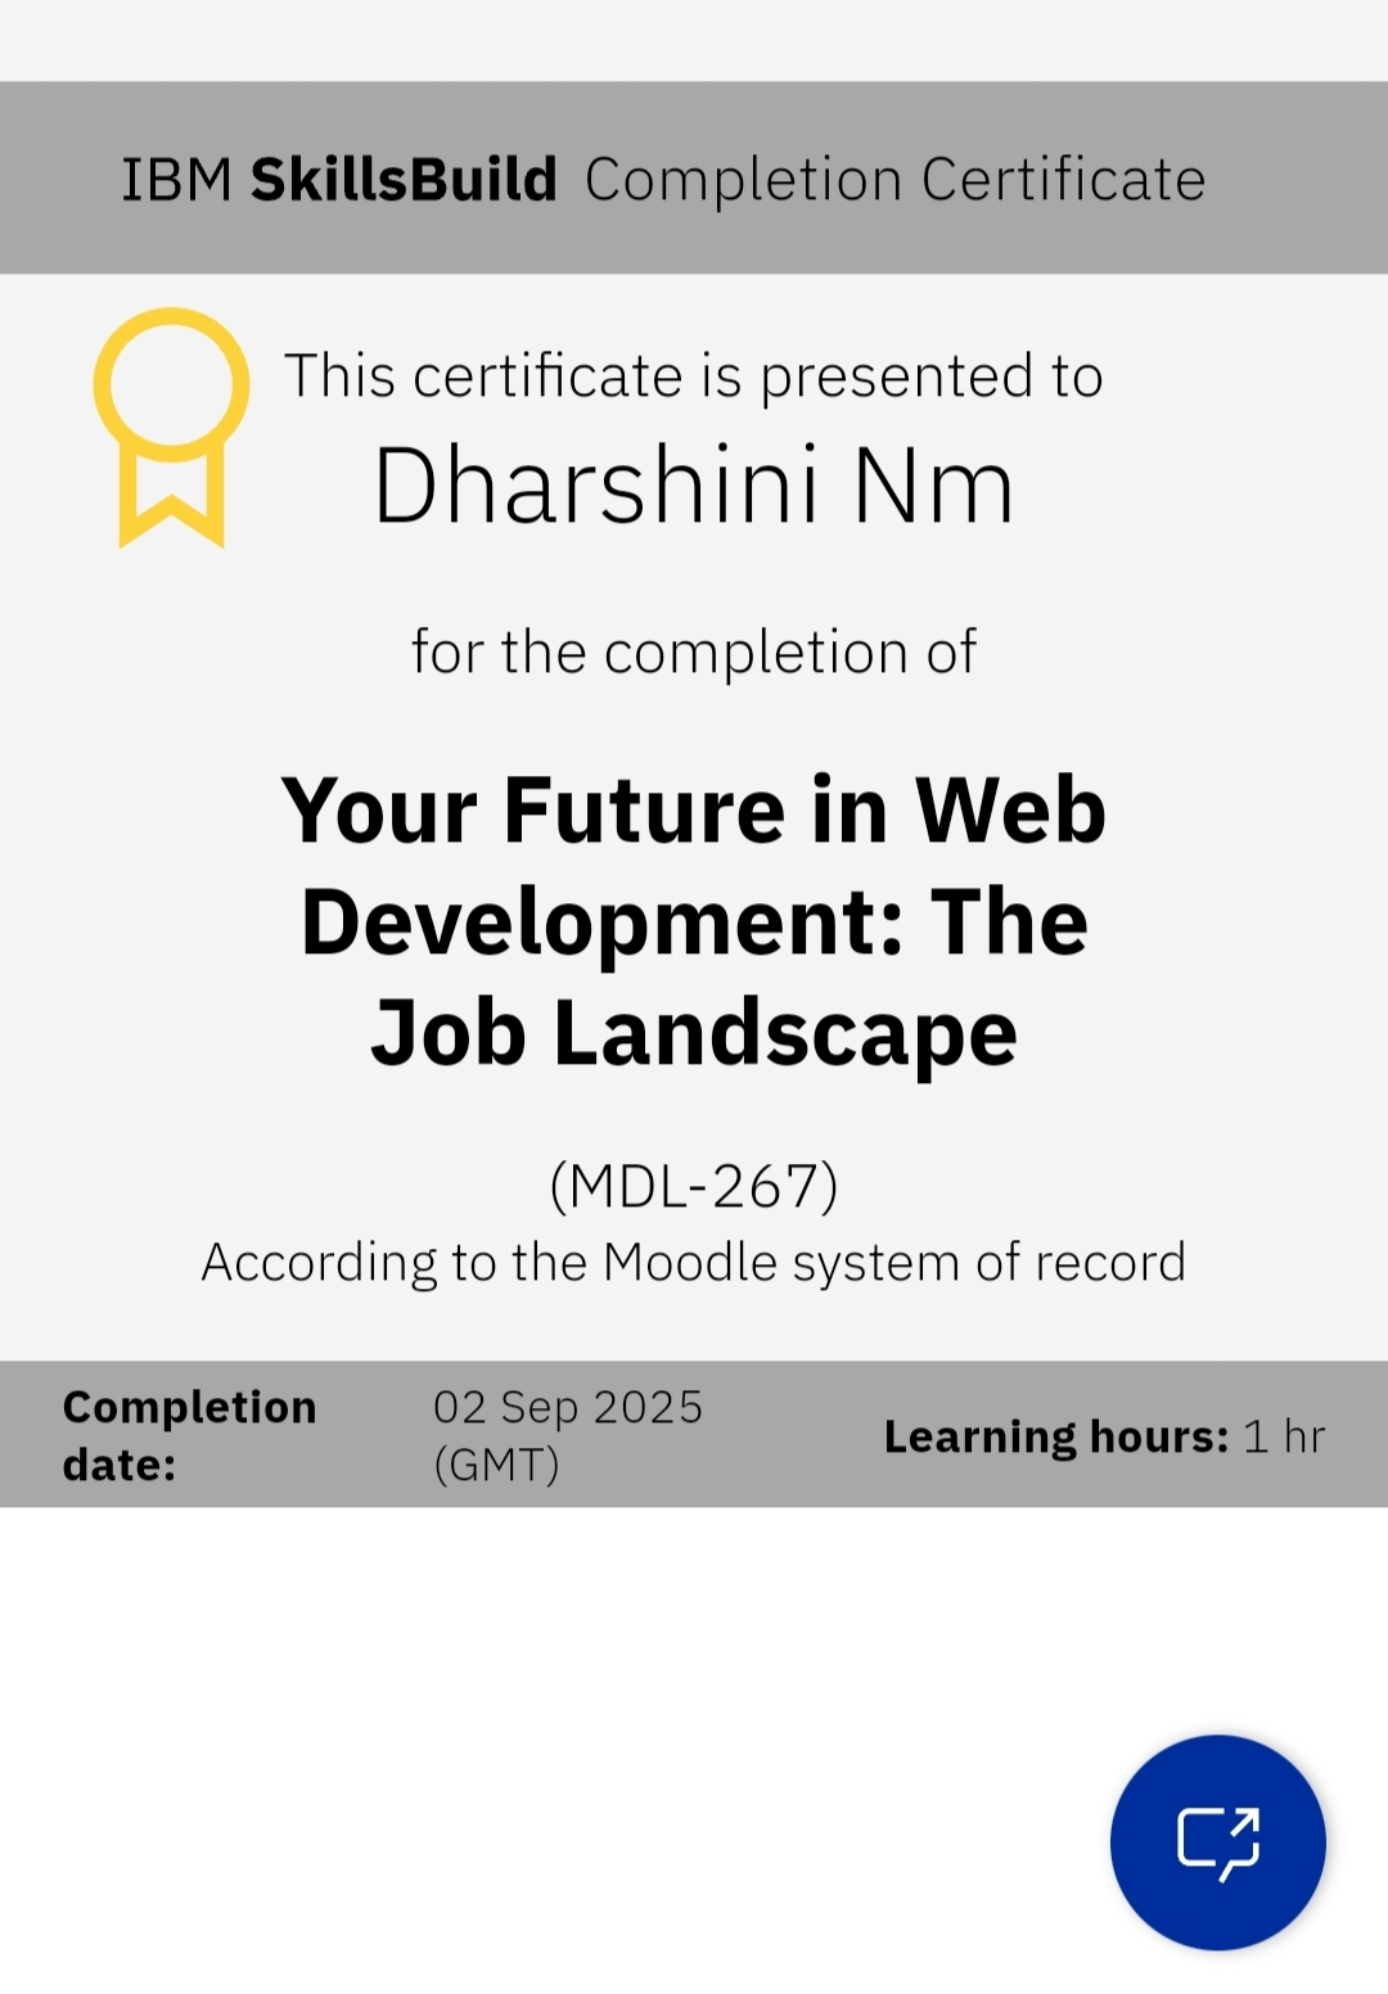 IBM SkillsBuild Completion Certificate
This certificate is presented to
Dharshini Nm
for the completion of
Your Future in Web
Development: The
Job Landscape
(MDL-267)
According to the Moodle system of record
Completion
date:
02 Sep 2025
(GMT)
Learning hours: 1 hr